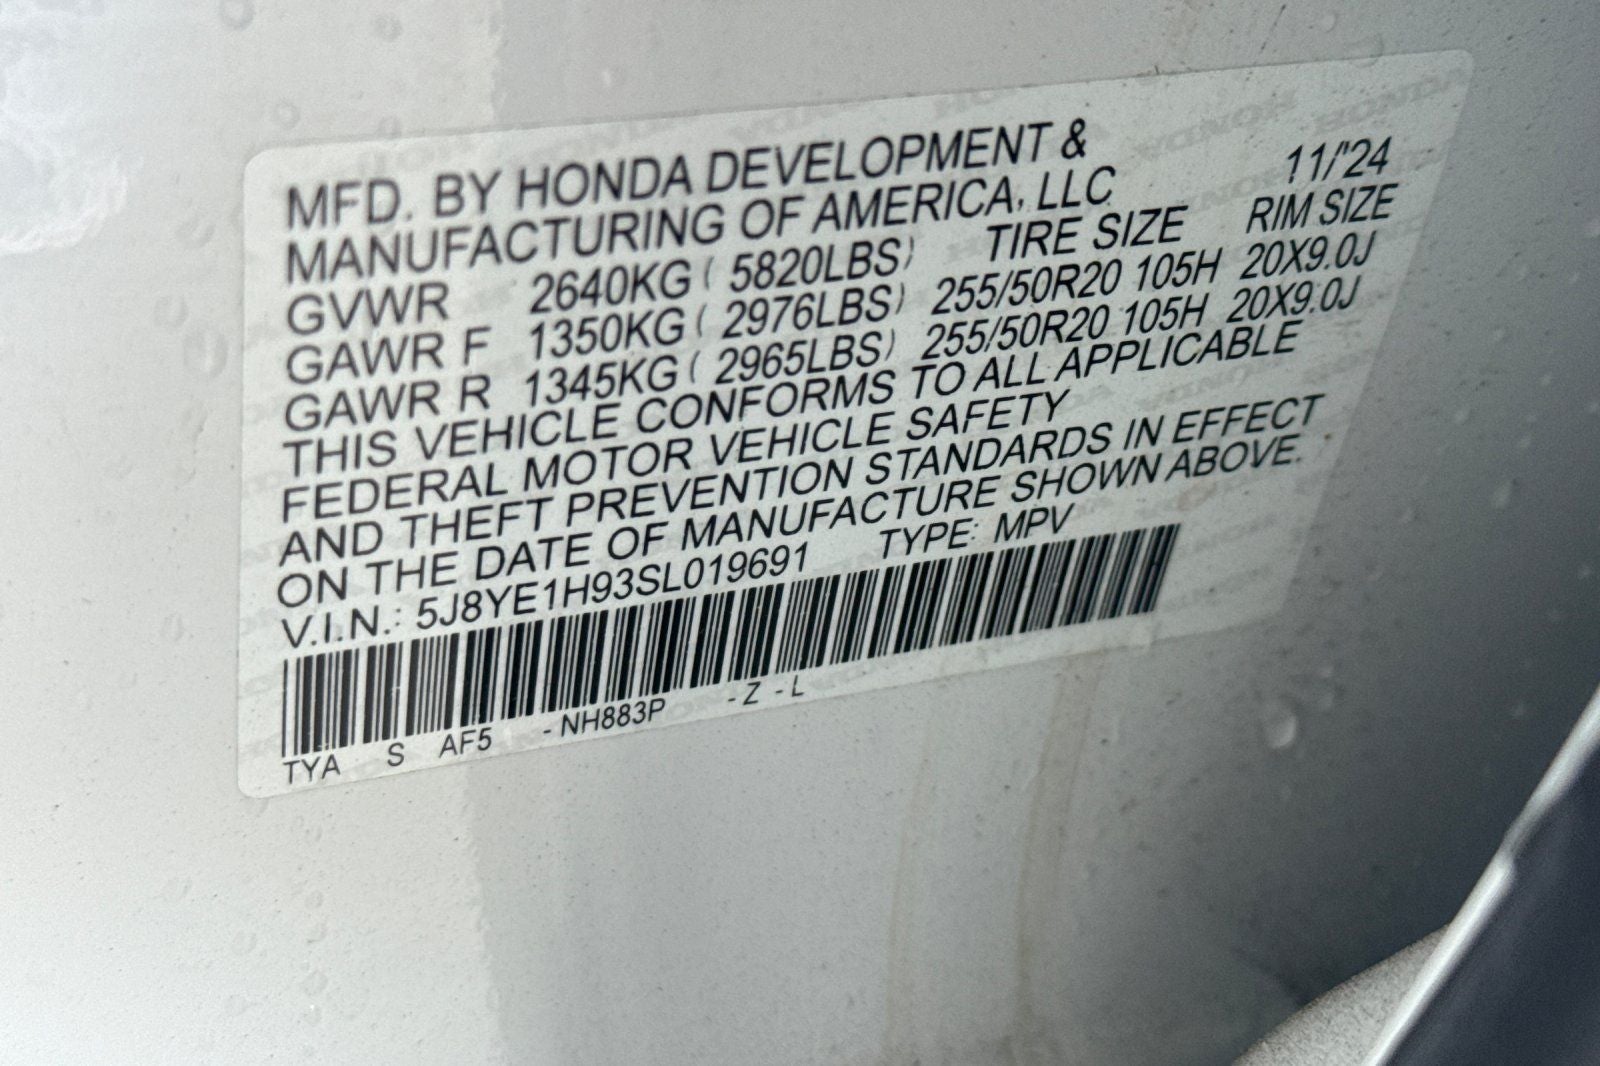 MFD. BY HONDA DEVELOPMENT & 11/'24
MANUFACTURING OF AMERICA, LLC
TIRE SIZE RIM SIZE
GVWR 2640KG ( 5820LBS)
GAWR F 1350KG ( 2976LBS) 255/50R20 105H 20X9.0J
GAWR R 1345KG ( 2965LBS) 255/50R20 105H 20X9.0J
THIS VEHICLE CONFORMS TO ALL APPLICABLE
FEDERAL MOTOR VEHICLE SAFETY
AND THEFT PREVENTION STANDARDS IN EFFECT
ON THE DATE OF MANUFACTURE SHOWN ABOVE.
V.I.N.: 5J8YE1H93SL019691 TYPE: MPV
TYA S AF5 - NH883P - Z - L